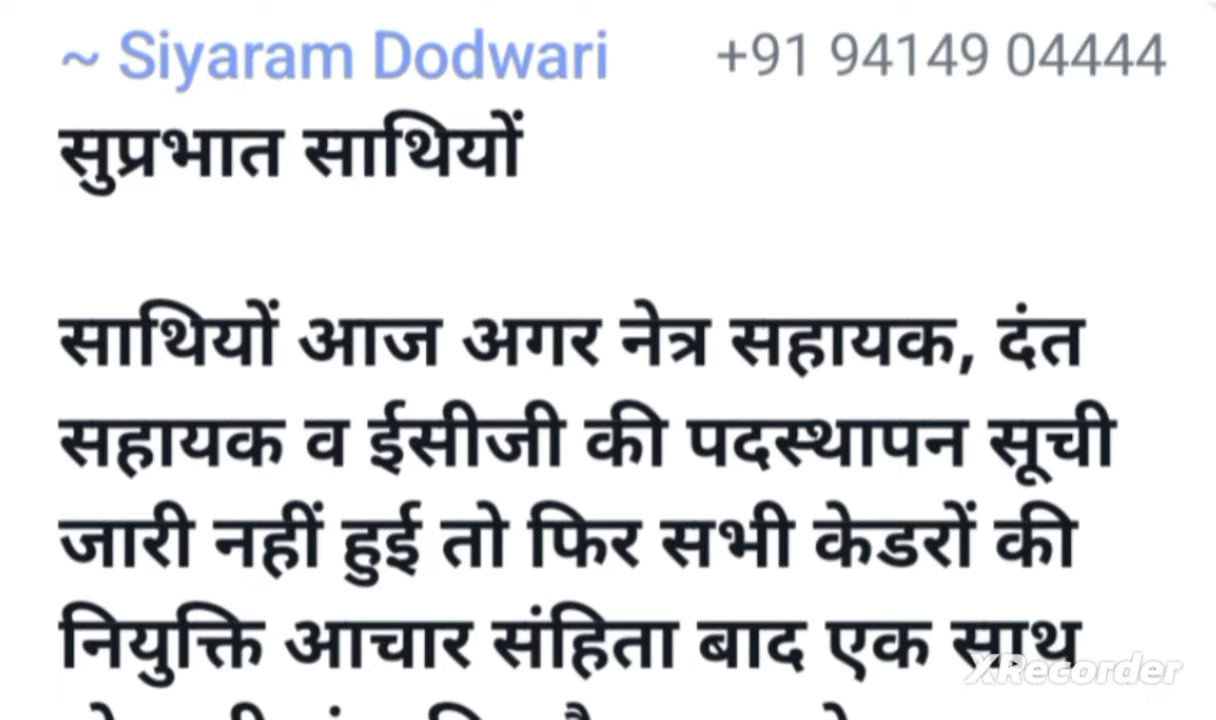 ~ Siyaram Dodwari +91 94149 04444
सुप्रभात साथियों
साथियों आज अगर नेत्र सहायक, दंत
सहायक व ईसीजी की पदस्थापन सूची
जारी नहीं हुई तो फिर सभी केडरों की
नियुक्ति आचार संहिता बाद एक साथ
XRecorder